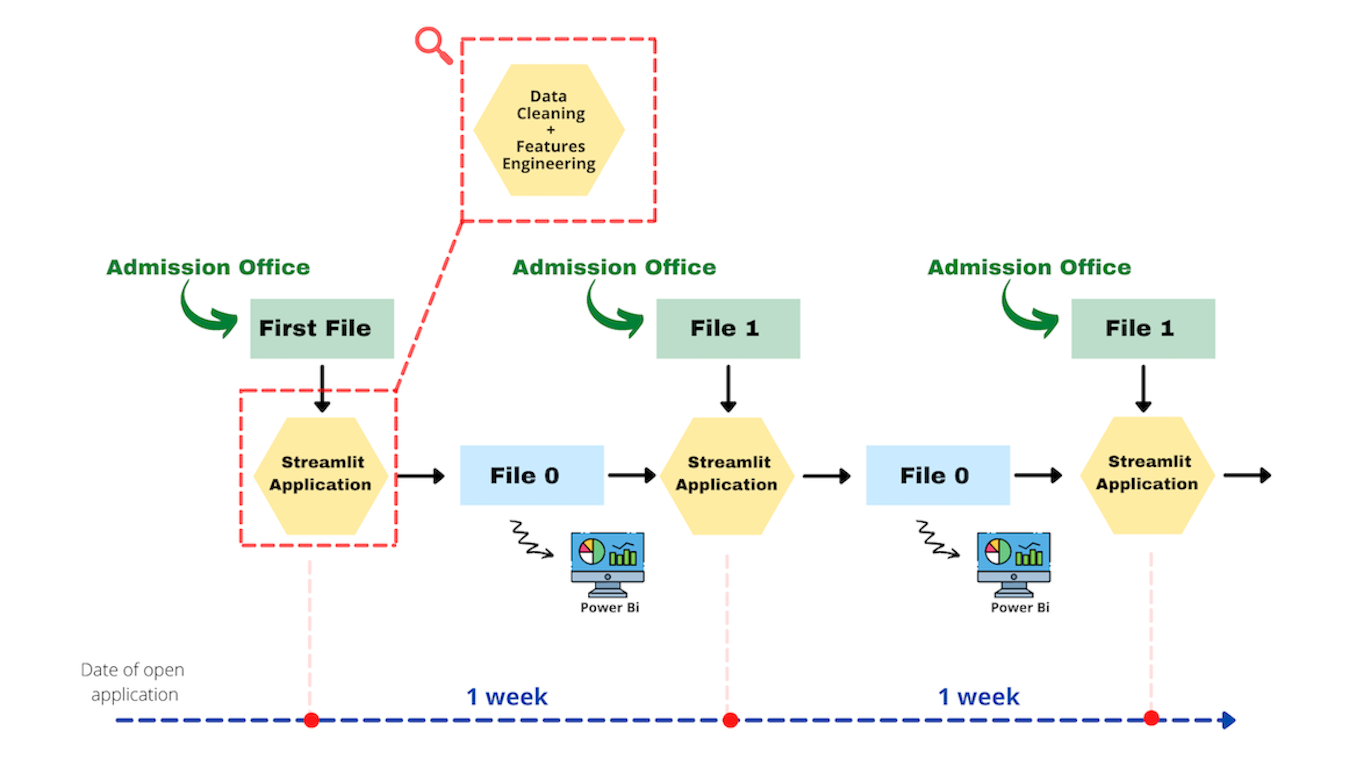 Data
Cleaning
+
Features
Engineering
Admission Office
Admission Office
Admission Office
First File
File 1
File 1
Streamlit
Application
File 0
Streamlit
Application
File 0
Streamlit
Application
Power Bi
Power Bi
Date of open
application
1 week
1 week